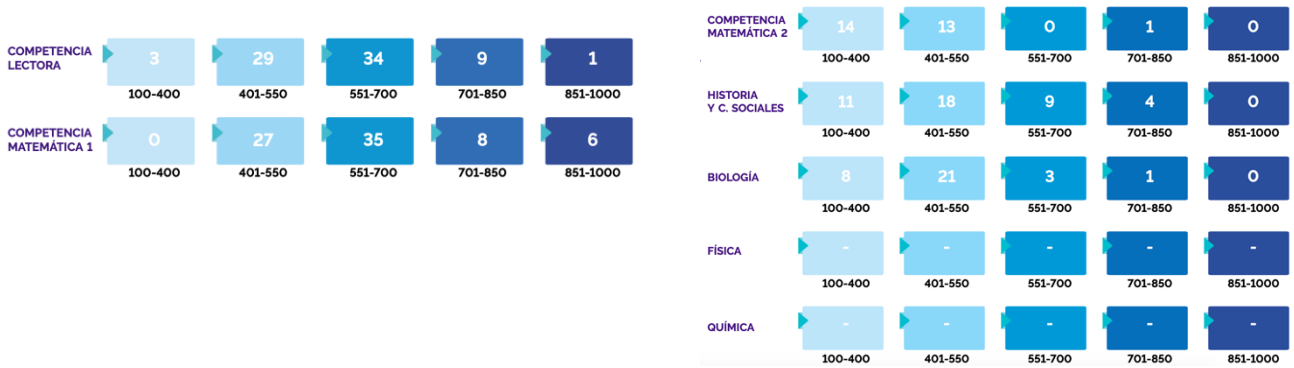 COMPETENCIA
LECTORA
3 29 34 9 1
100-400 401-550 551-700 701-850 851-1000
COMPETENCIA
MATEMÁTICA 1
0 27 35 8 6
100-400 401-550 551-700 701-850 851-1000
COMPETENCIA
MATEMÁTICA 2
14 13 0 1 0
100-400 401-550 551-700 701-850 851-1000
HISTORIA
Y C. SOCIALES
11 18 9 4 0
100-400 401-550 551-700 701-850 851-1000
BIOLOGÍA
8 21 3 1 0
100-400 401-550 551-700 701-850 851-1000
FÍSICA
- - - - -
100-400 401-550 551-700 701-850 851-1000
QUÍMICA
- - - - -
100-400 401-550 551-700 701-850 851-1000